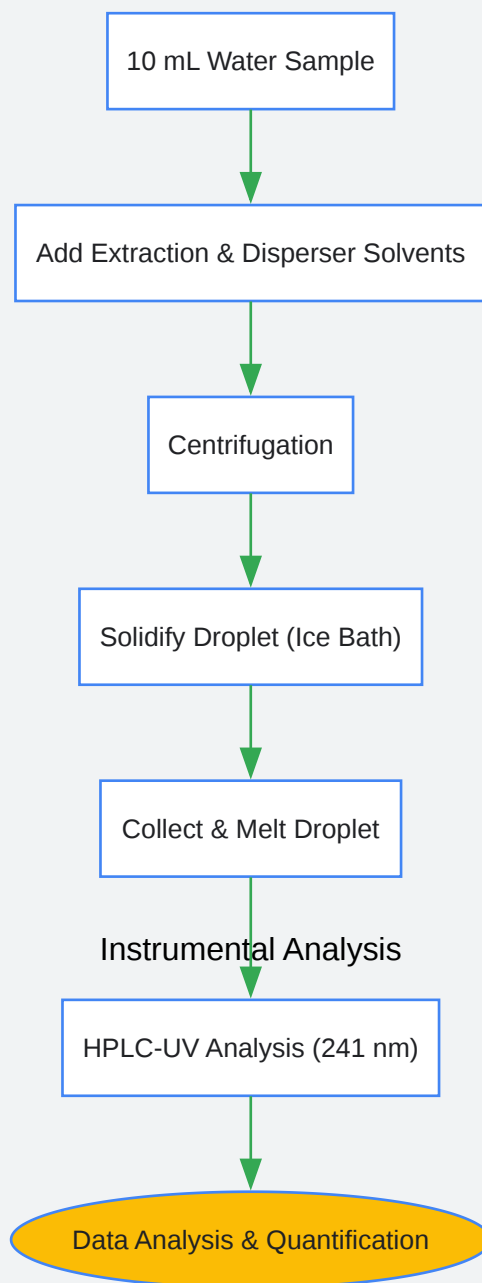 10 mL Water Sample
Add Extraction & Disperser Solvents
Centrifugation
Solidify Droplet (Ice Bath)
Collect & Melt Droplet
Instrumental Analysis
HPLC-UV Analysis (241 nm)
Data Analysis & Quantification